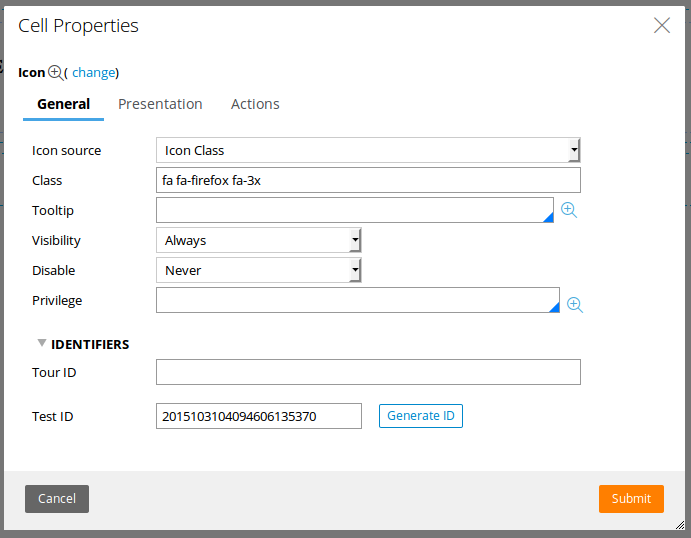 Cell Properties
Icon ( change)
General Presentation Actions
Icon source Icon Class
Class fa fa-firefox fa-3x
Tooltip
Visibility Always
Disable Never
Privilege
IDENTIFIERS
Tour ID
Test ID 2015103104094606135370 Generate ID
Cancel Submit